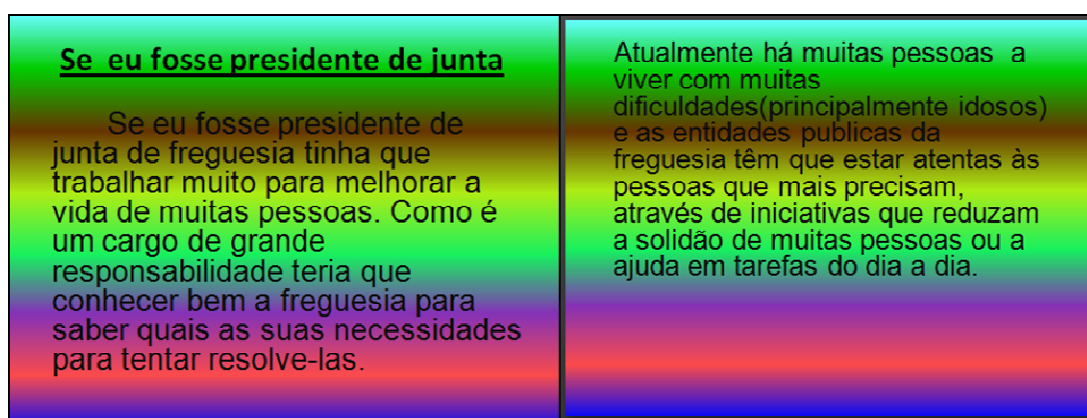 Se eu fosse presidente de junta
Se eu fosse presidente de
junta de freguesia tinha que
trabalhar muito para melhorar a
vida de muitas pessoas. Como é
um cargo de grande
responsabilidade teria que
conhecer bem a freguesia para
saber quais as suas necessidades
para tentar resolve-las.
Atualmente há muitas pessoas a
viver com muitas
dificuldades(principalmente idosos)
e as entidades publicas da
freguesia têm que estar atentas às
pessoas que mais precisam,
através de iniciativas que reduzam
a solidão de muitas pessoas ou a
ajuda em tarefas do dia a dia.